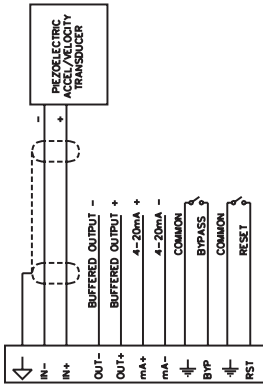 PIEZOELECTRIC
ACCEL/VELOCITY
TRANSDUCER
-
+
BUFFERED OUTPUT -
BUFFERED OUTPUT +
4-20mA +
4-20mA -
COMMON
BYPASS
COMMON
RESET
IN-
IN+
OUT-
OUT+
mA+
mA-
BYP
RST